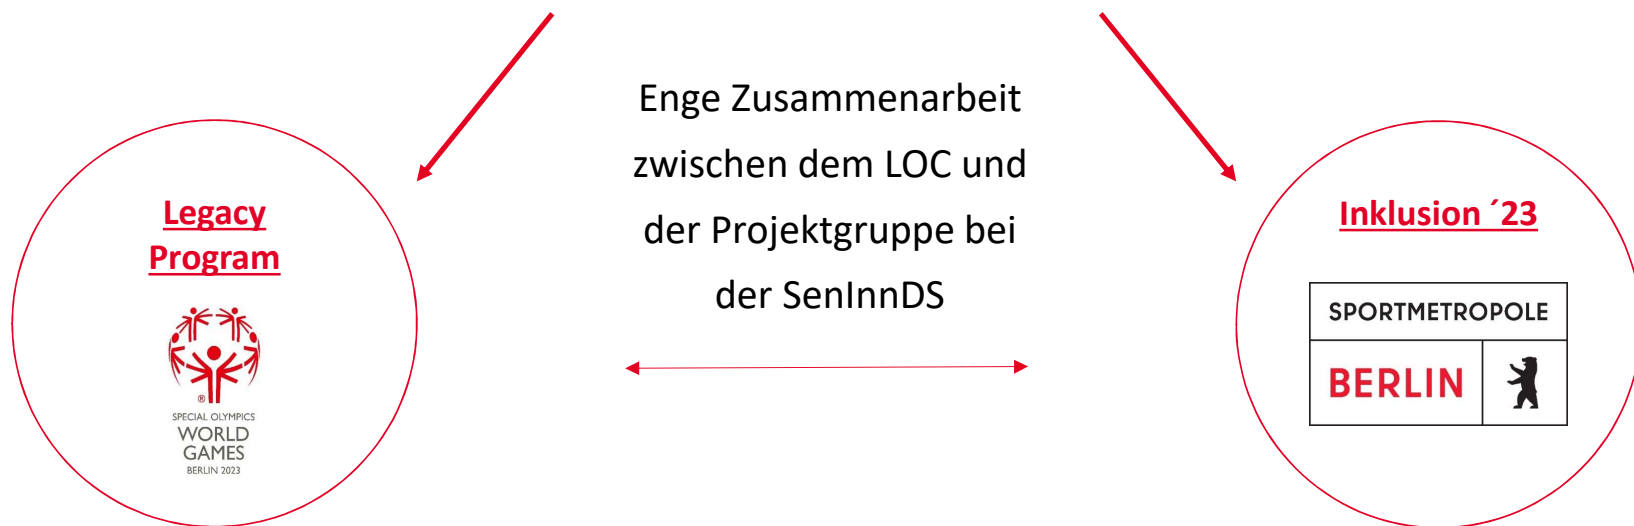 Enge Zusammenarbeit
zwischen dem LOC und
der Projektgruppe bei
der SenInnDS
Legacy
Program
®
SPECIAL OLYMPICS
WORLD
GAMES
BERLIN 2023
Inklusion ´23
SPORTMETROPOLE
BERLIN